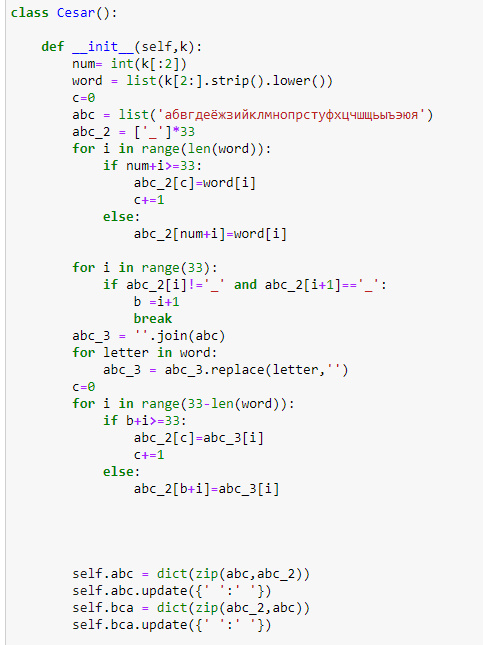 class Cesar():
def __init__(self,k):
num= int(k[:2])
word = list(k[2:].strip().lower())
c=0
abc = list('абвгдеёжзийклмнопрстуфхцчшщьыъэюя')
abc_2 = ['_']*33
for i in range(len(word)):
if num+i>=33:
abc_2[c]=word[i]
c+=1
else:
abc_2[num+i]=word[i]
for i in range(33):
if abc_2[i]!='_' and abc_2[i+1]=='_':
b =i+1
break
abc_3 = ''.join(abc)
for letter in word:
abc_3 = abc_3.replace(letter,'')
c=0
for i in range(33-len(word)):
if b+i>=33:
abc_2[c]=abc_3[i]
c+=1
else:
abc_2[b+i]=abc_3[i]
self.abc = dict(zip(abc,abc_2))
self.abc.update({' ':' '})
self.bca = dict(zip(abc_2,abc))
self.bca.update({' ':' '})